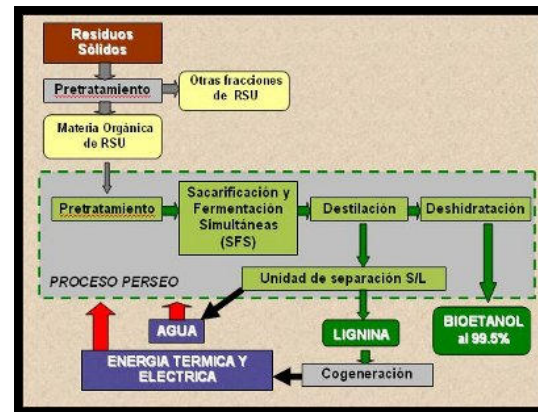 Residuos
Sólidos
Pretratamiento
Otras fracciones
de RSU
Materia Orgánica
de RSU
Pretratamiento
Sacarificación y
Fermentación
Simultáneas
(SFS)
Destilación
Deshidratación
Unidad de separación S/L
PROCESO PERSEO
AGUA
LIGNINA
BIOETANOL
al 99.5%
ENERGIA TERMICA Y
ELECTRICA
Cogeneración